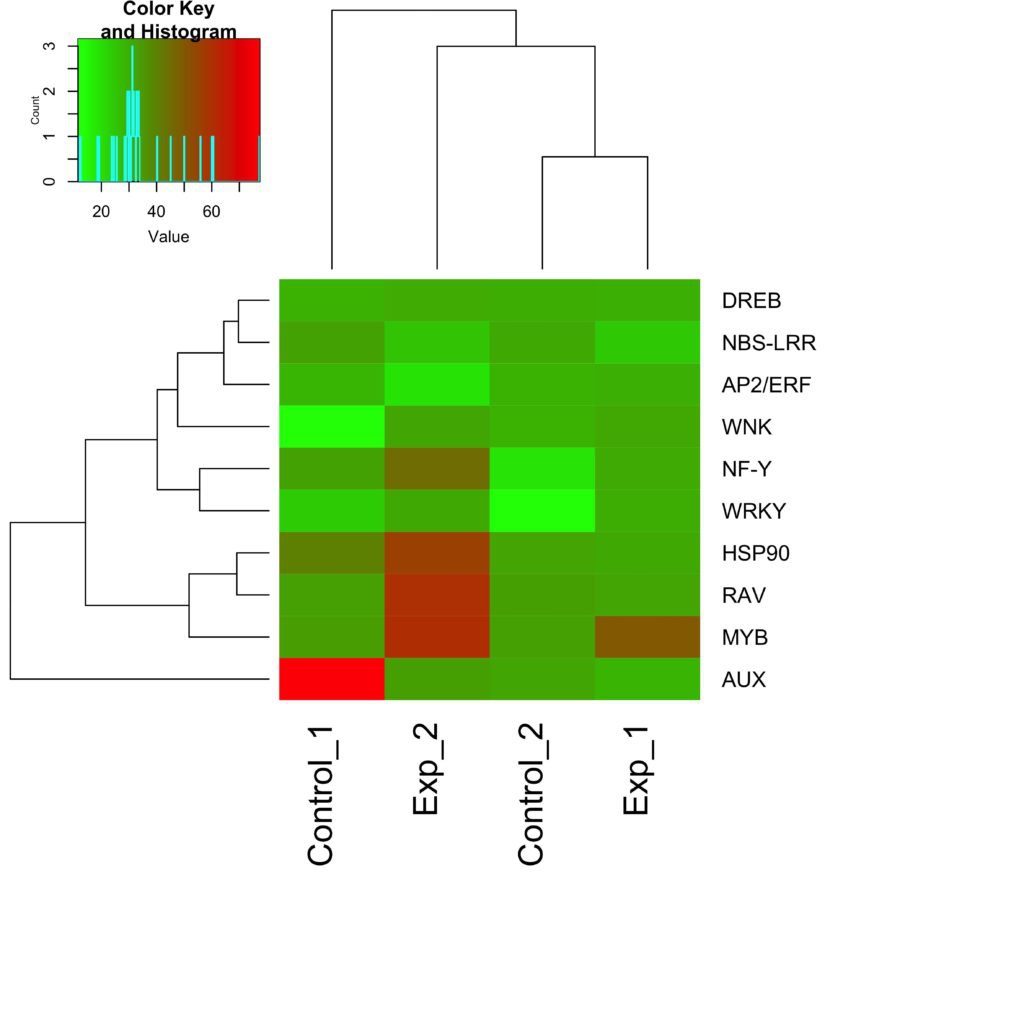 Color Key
and Histogram
Count
0
1
2
3
20
40
60
Value
DREB
NBS-LRR
AP2/ERF
WNK
NF-Y
WRKY
HSP90
RAV
MYB
AUX
Control_1
Exp_2
Control_2
Exp_1